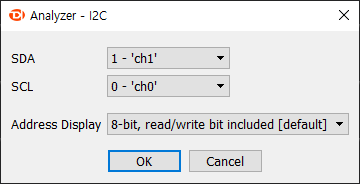 Analyzer - I2C
SDA 1 - 'ch1'
SCL 0 - 'ch0'
Address Display 8-bit, read/write bit included [default]
OK Cancel